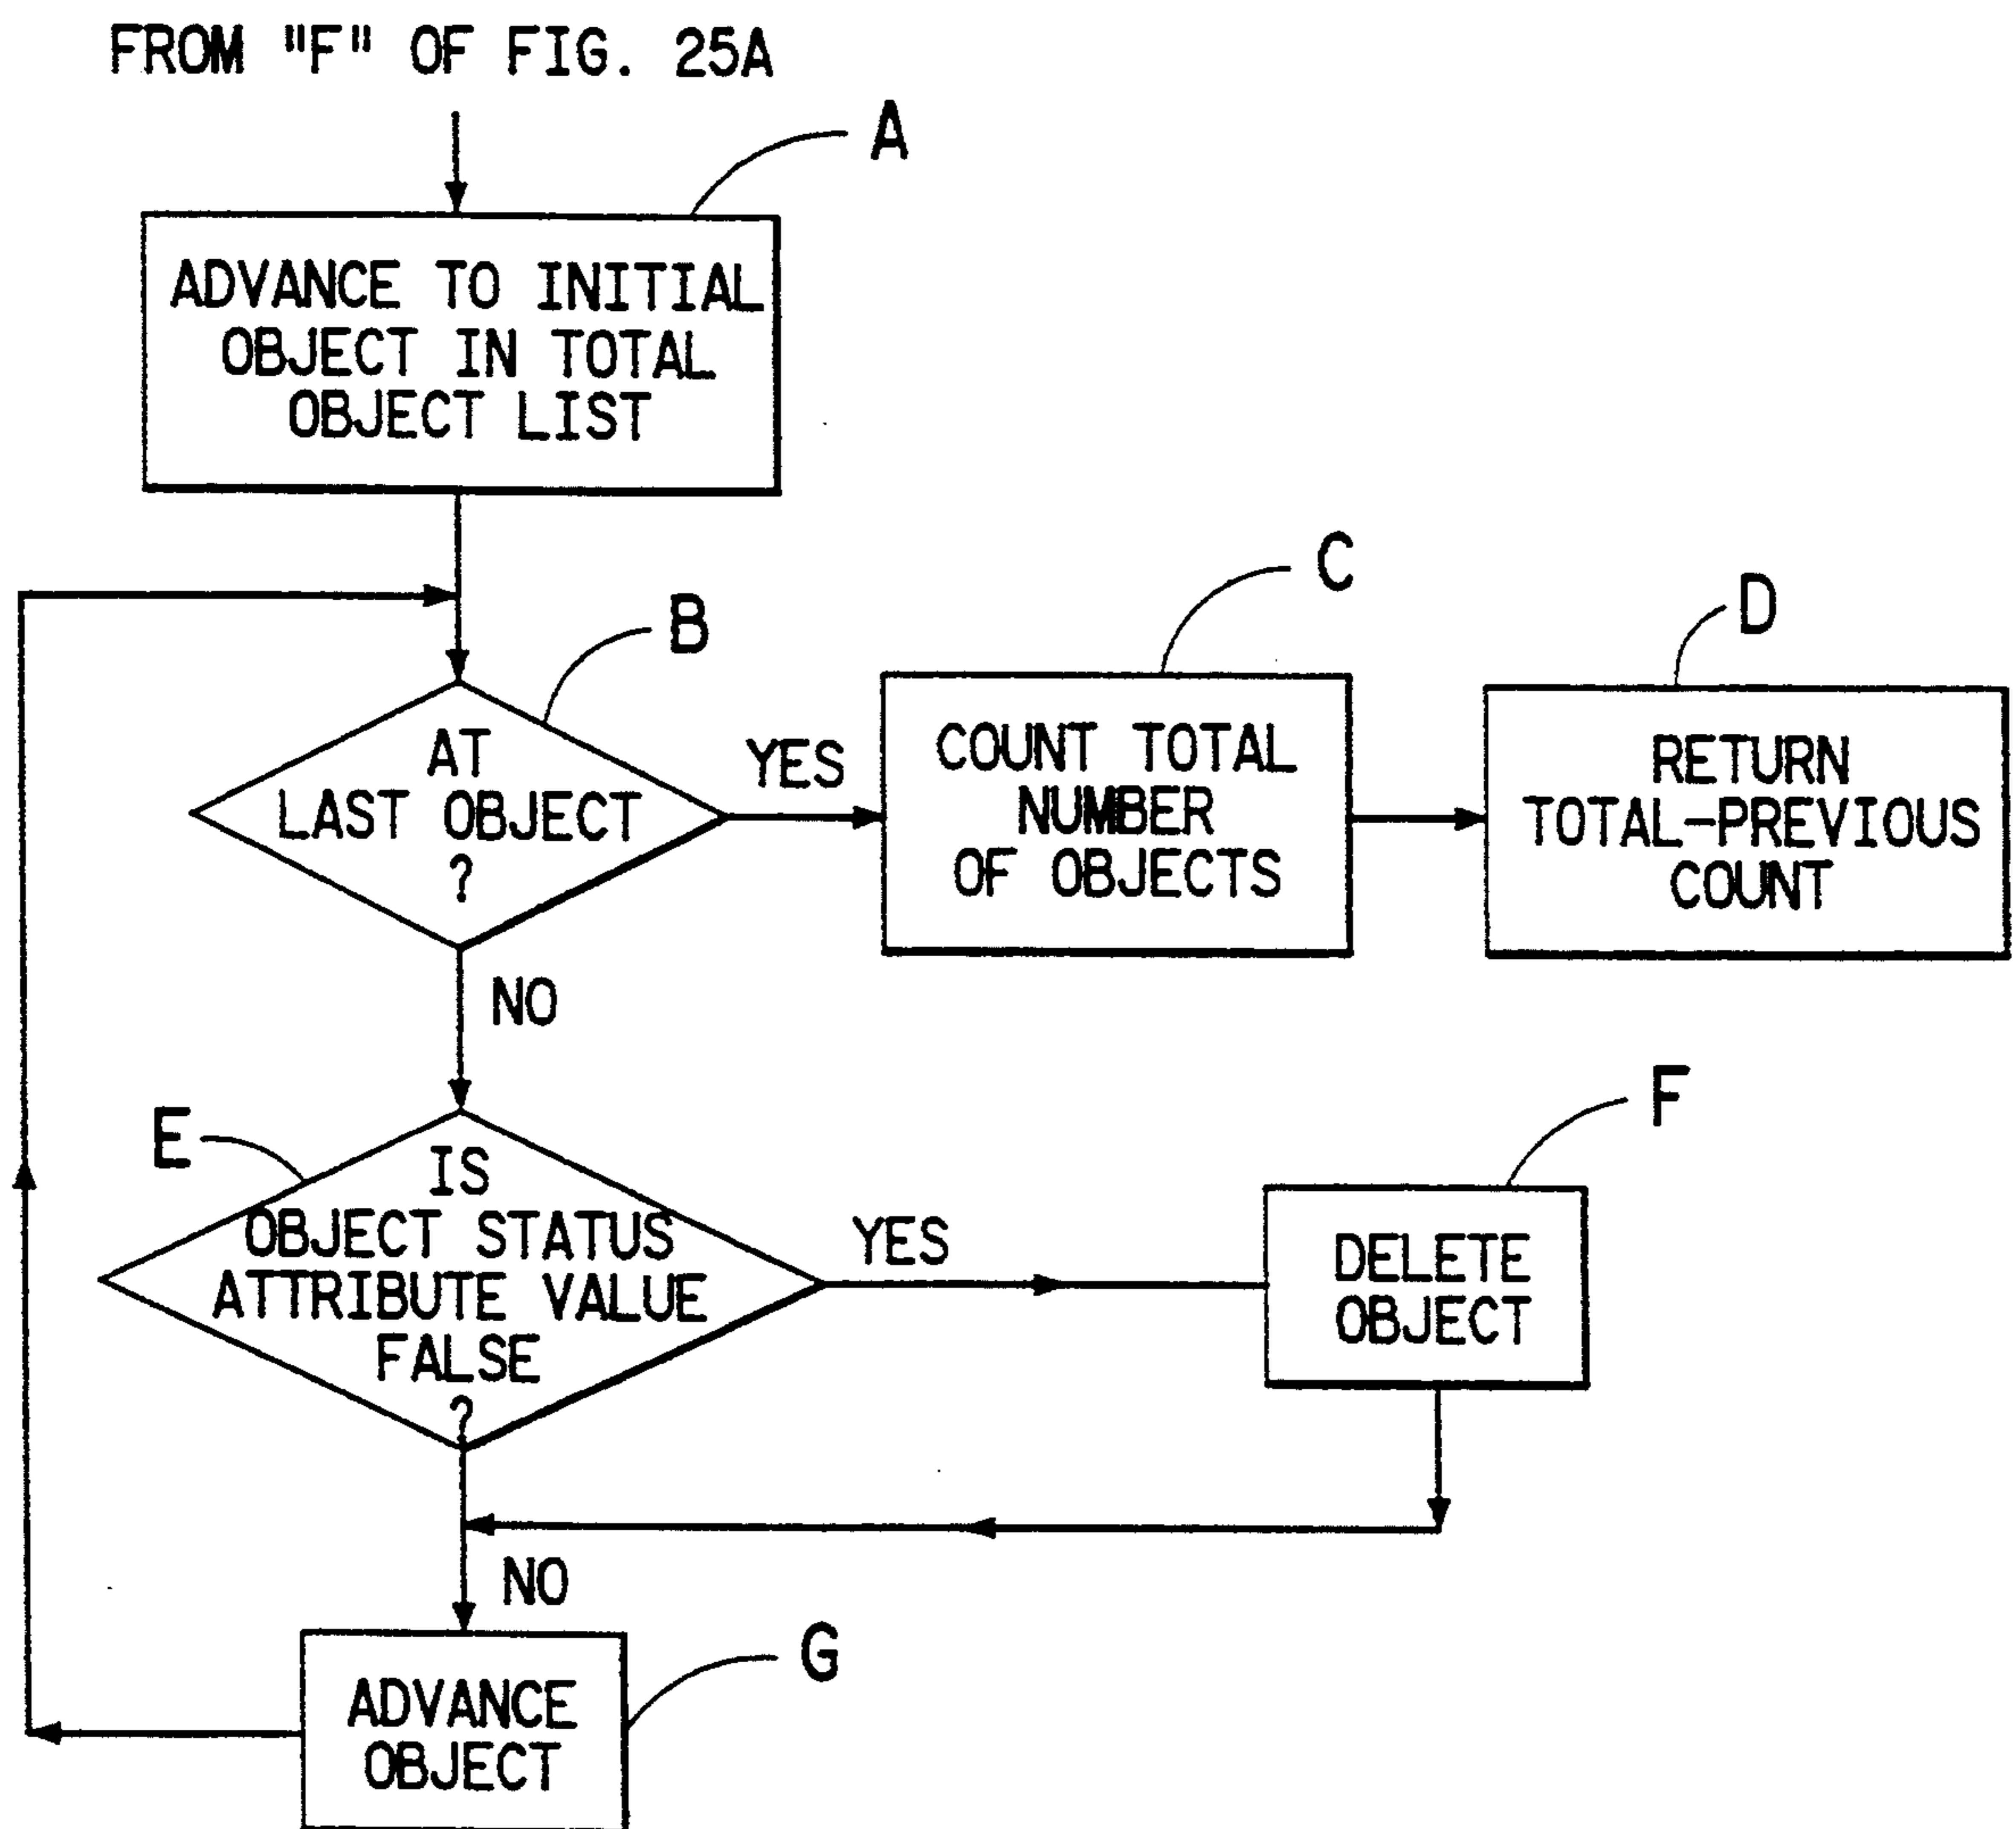 FROM "F" OF FIG. 25A
A
ADVANCE TO INITIAL
OBJECT IN TOTAL
OBJECT LIST
B
AT
LAST OBJECT
?
YES
C
COUNT TOTAL
NUMBER
OF OBJECTS
D
RETURN
TOTAL-PREVIOUS
COUNT
NO
E
IS
OBJECT STATUS
ATTRIBUTE VALUE
FALSE
?
YES
F
DELETE
OBJECT
NO
G
ADVANCE
OBJECT